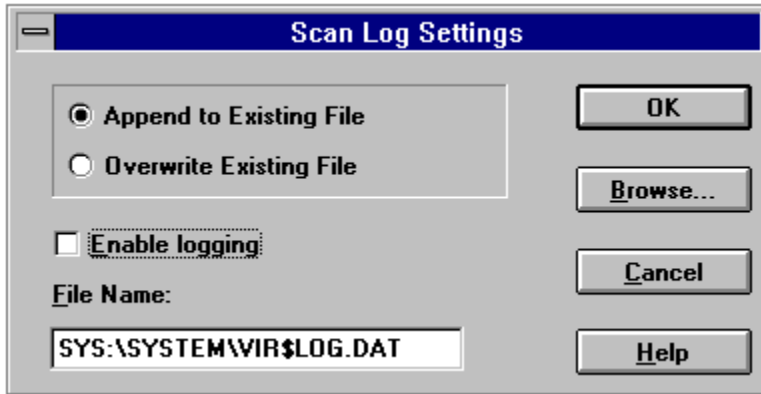 Scan Log Settings
Append to Existing File
Overwrite Existing File
Enable logging
File Name:
SYS:\SYSTEM\VIR$LOG.DAT
OK
Browse...
Cancel
Help